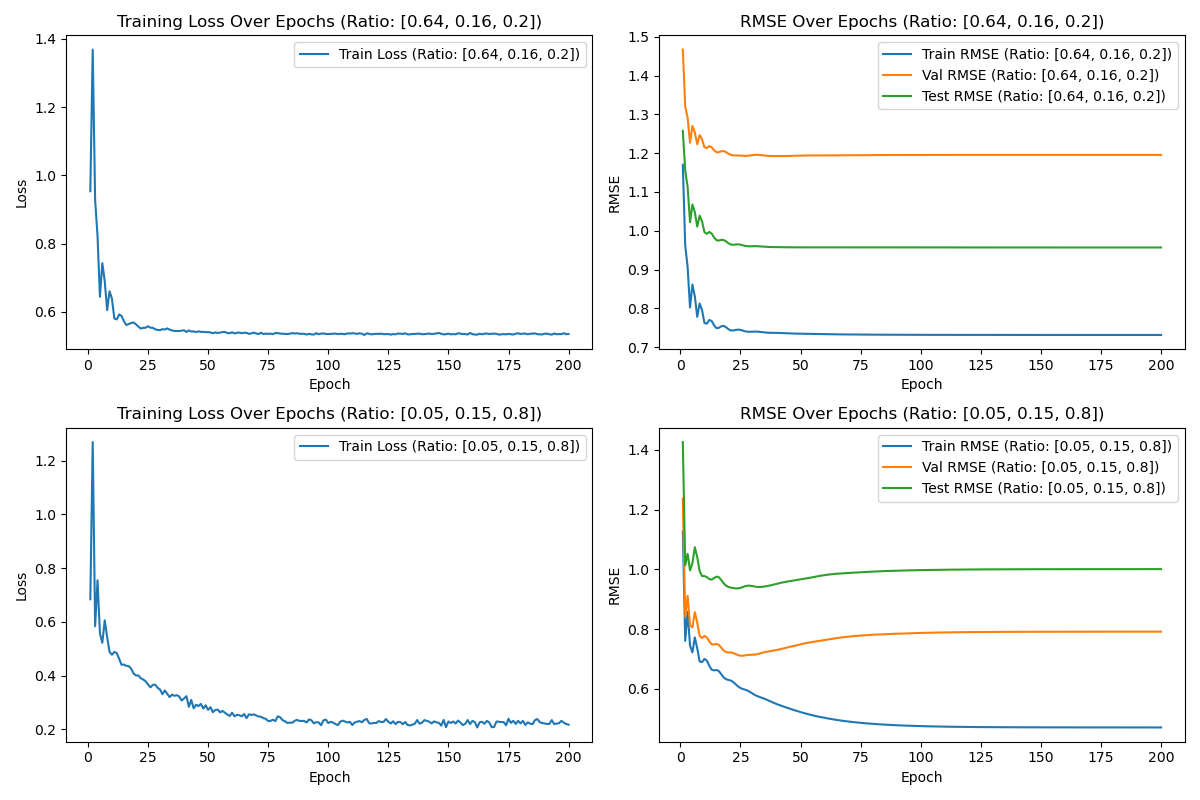 Training Loss Over Epochs (Ratio: [0.64, 0.16, 0.2])
Train Loss (Ratio: [0.64, 0.16, 0.2])
1.4
1.2
1.0
0.8
0.6
Loss
0 25 50 75 100 125 150 175 200
Epoch
RMSE Over Epochs (Ratio: [0.64, 0.16, 0.2])
Train RMSE (Ratio: [0.64, 0.16, 0.2])
Val RMSE (Ratio: [0.64, 0.16, 0.2])
Test RMSE (Ratio: [0.64, 0.16, 0.2])
1.5
1.4
1.3
1.2
1.1
1.0
0.9
0.8
0.7
RMSE
0 25 50 75 100 125 150 175 200
Epoch
Training Loss Over Epochs (Ratio: [0.05, 0.15, 0.8])
Train Loss (Ratio: [0.05, 0.15, 0.8])
1.2
1.0
0.8
0.6
0.4
0.2
Loss
0 25 50 75 100 125 150 175 200
Epoch
RMSE Over Epochs (Ratio: [0.05, 0.15, 0.8])
Train RMSE (Ratio: [0.05, 0.15, 0.8])
Val RMSE (Ratio: [0.05, 0.15, 0.8])
Test RMSE (Ratio: [0.05, 0.15, 0.8])
1.4
1.2
1.0
0.8
0.6
RMSE
0 25 50 75 100 125 150 175 200
Epoch